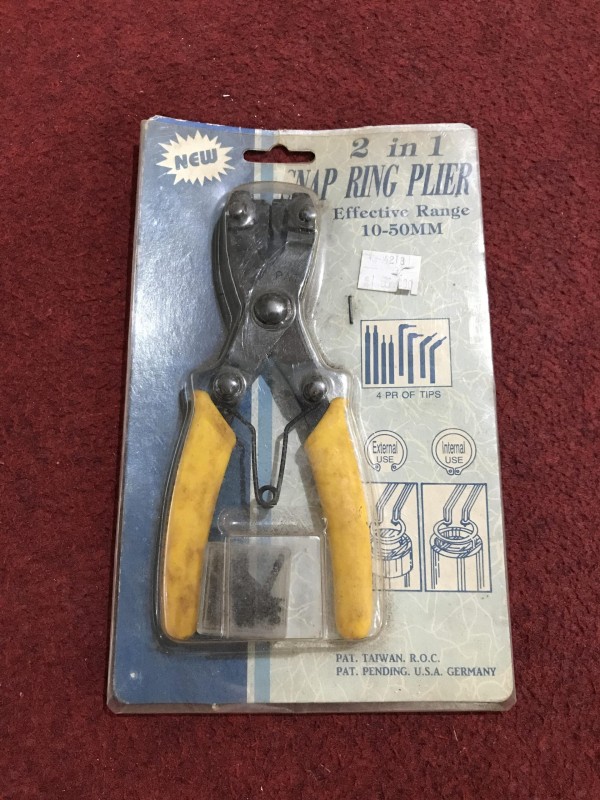 NEW
2 in 1
SNAP RING PLIER
Effective Range
10-50MM
4 PR OF TIPS
External
USE
Internal
USE
PAT. TAIWAN. R.O.C.
PAT. PENDING. U.S.A. GERMANY